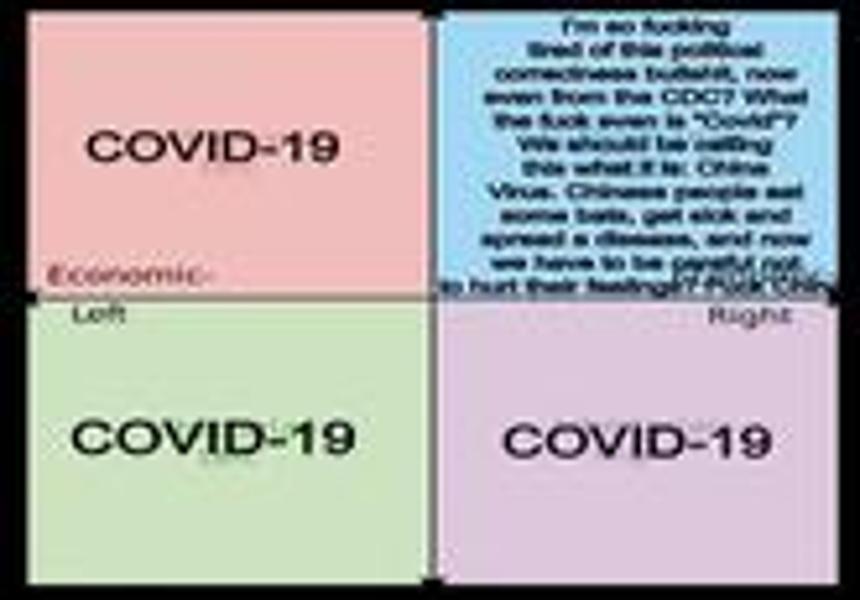 COVID-19
I'm so fucking
tired of this political
correctness bullshit, now
even from the CDC? What
the fuck even is "Covid"?
We should be calling
this what it is: China
Virus. Chinese people eat
some bats, get sick and
spread a disease, and now
we have to be careful not
to hurt their feelings? Fuck Chin
Economic-
Left
Right
COVID-19
COVID-19